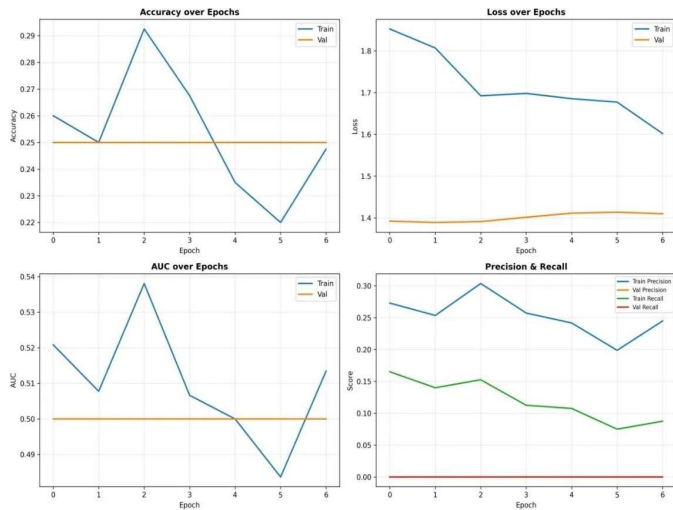 Accuracy over Epochs
Train
Val
0.29
0.28
0.27
0.26
0.25
0.24
0.23
0.22
Accuracy
0 1 2 3 4 5 6
Epoch
Loss over Epochs
Train
Val
1.8
1.7
1.6
1.5
1.4
Loss
0 1 2 3 4 5 6
Epoch
AUC over Epochs
Train
Val
0.54
0.53
0.52
0.51
0.50
0.49
AUC
0 1 2 3 4 5 6
Epoch
Precision & Recall
Train Precision
Val Precision
Train Recall
Val Recall
0.30
0.25
0.20
0.15
0.10
0.05
0.00
Score
0 1 2 3 4 5 6
Epoch